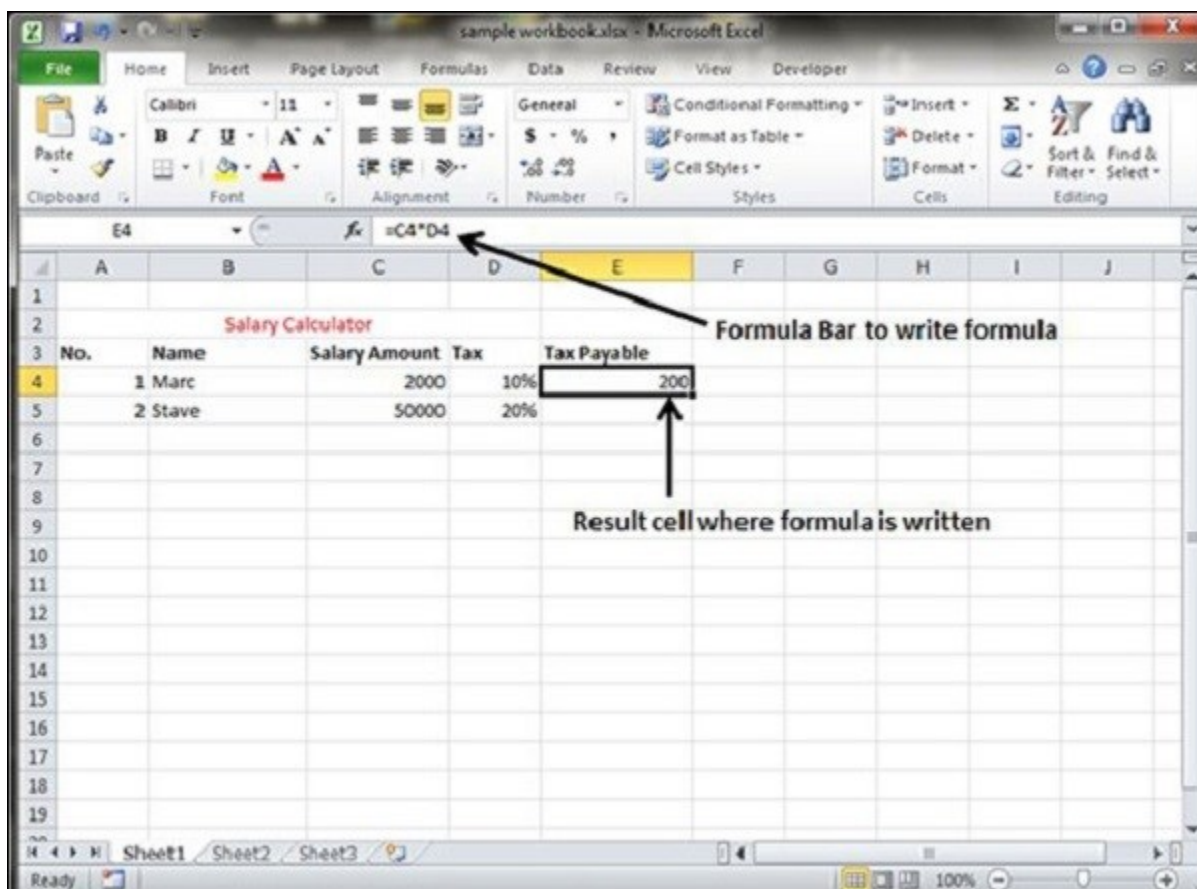 sample workbook.xlsx - Microsoft Excel
File Home Insert Page Layout Formulas Data Review View Developer
Calibri 11 General Conditional Formatting Insert Σ
Paste B I U A A $ % , Format as Table Delete Sort & Filter Find & Select
A Cell Styles Format
Clipboard Font Alignment Number Styles Cells Editing
E4 fx =C4*D4
A B C D E F G H I J
1
Formula Bar to write formula
2 Salary Calculator
3 No. Name Salary Amount Tax Tax Payable
4 1 Marc 2000 10% 200
5 2 Stave 50000 20%
6
7
8
Result cell where formula is written
9
10
11
12
13
14
15
16
17
18
19
Sheet1 Sheet2 Sheet3
Ready 100%